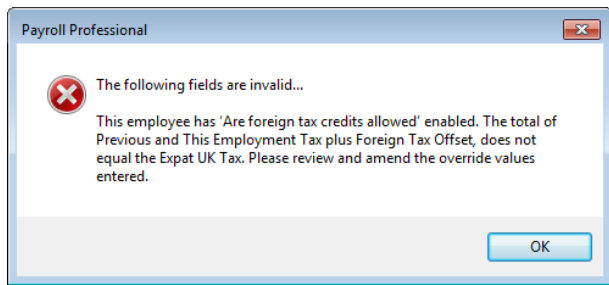 Payroll Professional
The following fields are invalid...
This employee has 'Are foreign tax credits allowed' enabled. The total of
Previous and This Employment Tax plus Foreign Tax Offset, does not
equal the Expat UK Tax. Please review and amend the override values
entered.
OK